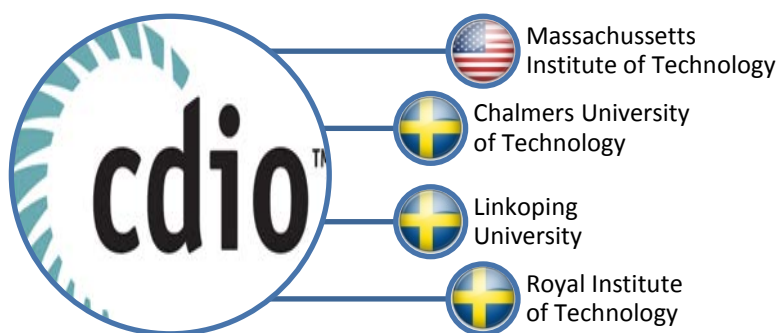 cdio™
Massachussetts
Institute of Technology
Chalmers University
of Technology
Linkoping
University
Royal Institute
of Technology